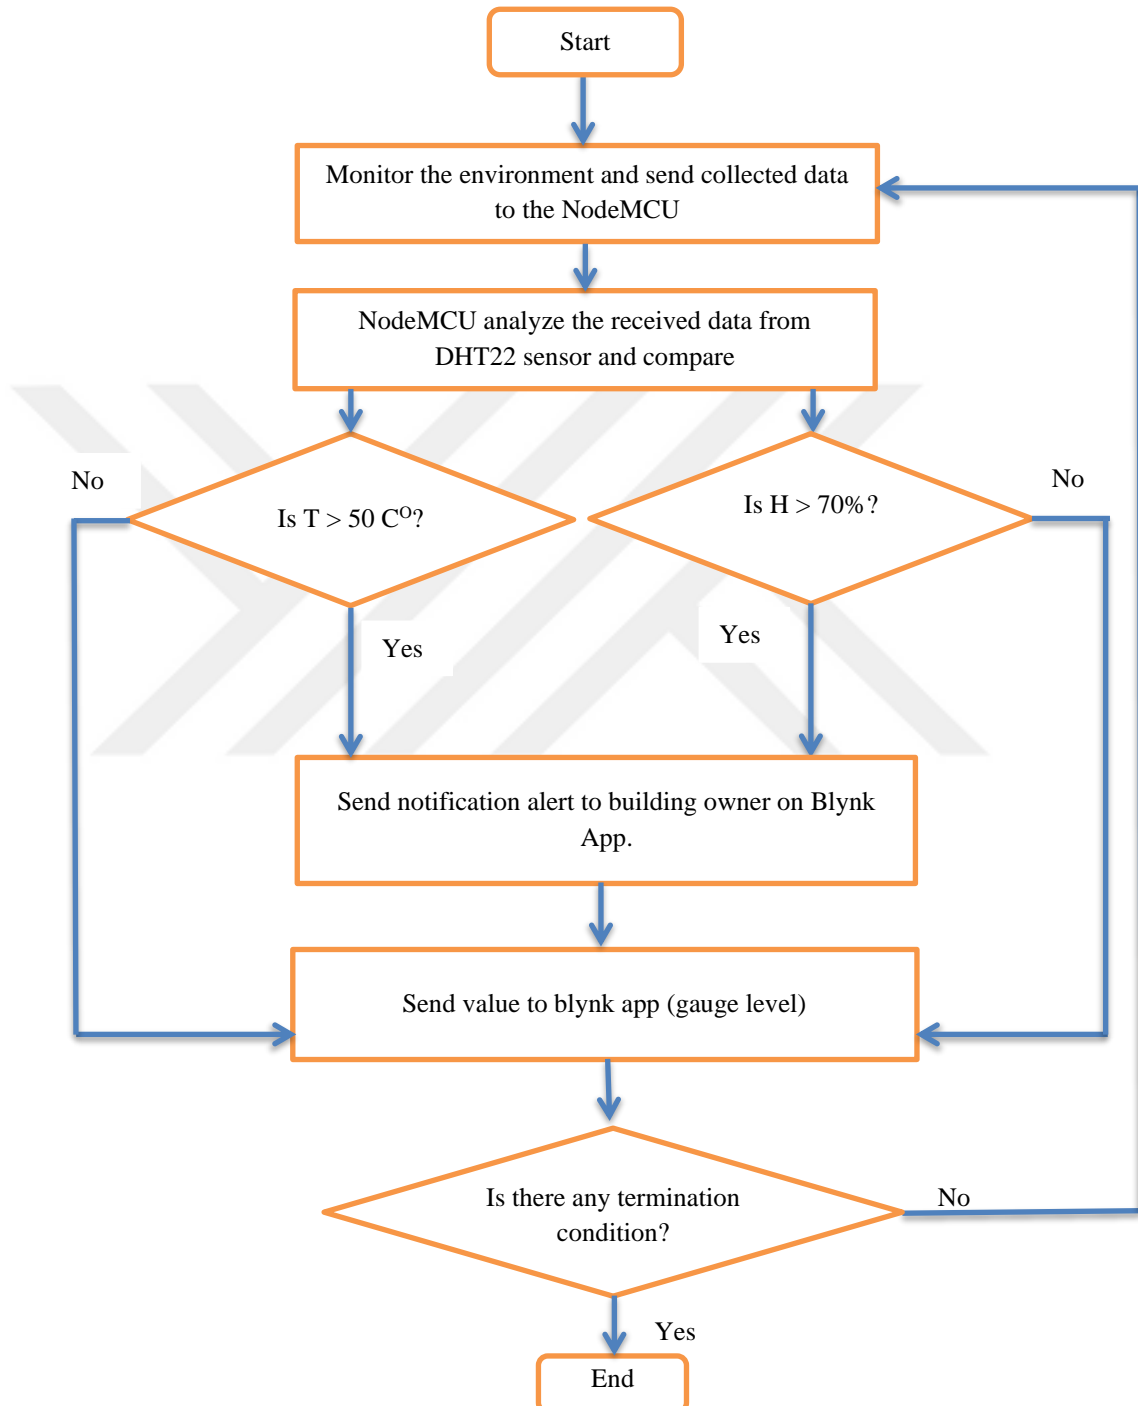 Start
Monitor the environment and send collected data
to the NodeMCU
NodeMCU analyze the received data from
DHT22 sensor and compare
No
Is T > 50 Cᴼ?
Is H > 70%?
No
Yes
Yes
Send notification alert to building owner on Blynk
App.
Send value to blynk app (gauge level)
Is there any termination
condition?
No
Yes
End